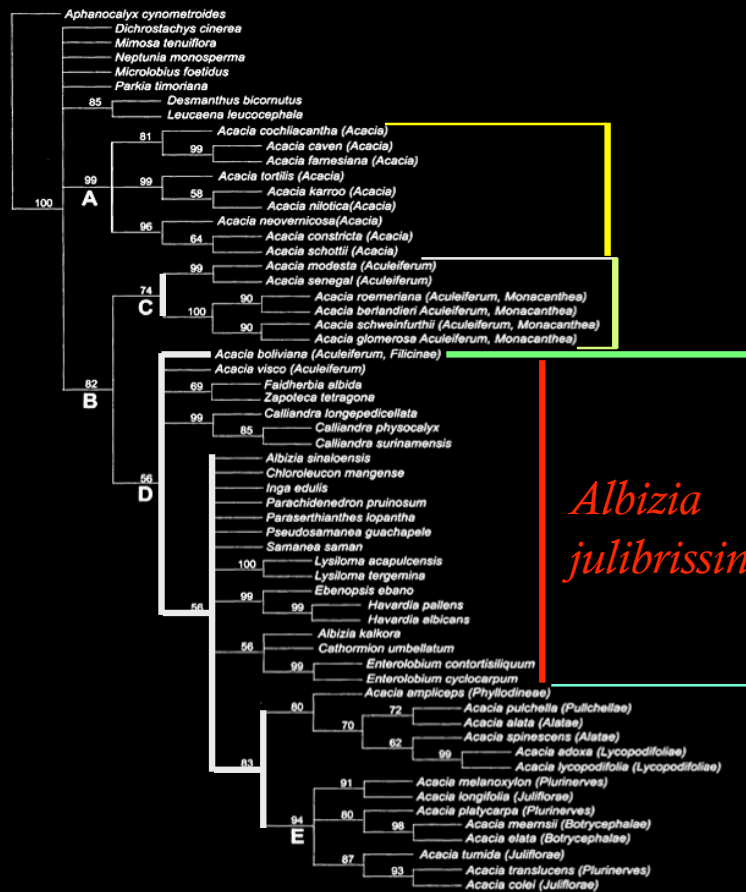 Aphanocalyx cynometroides
Dichrostachys cinerea
Mimosa tenuiflora
Neptunia monosperma
Microlobius foetidus
Parkia timoriana
85
Desmanthus bicornutus
Leucaena leucocephala
81
Acacia cochliacantha (Acacia)
99
Acacia caven (Acacia)
Acacia farnesiana (Acacia)
99
A
99
Acacia tortilis (Acacia)
58
Acacia karroo (Acacia)
Acacia nilotica(Acacia)
100
96
Acacia neovernicosa(Acacia)
64
Acacia constricta (Acacia)
Acacia schottii (Acacia)
99
Acacia modesta (Aculeiferum)
Acacia senegal (Aculeiferum)
74
C
100
90
Acacia roemeriana (Aculeiferum, Monacanthea)
Acacia berlandieri Aculeiferum, Monacanthea)
90
Acacia schweinfurthii (Aculeiferum, Monacanthea)
Acacia glomerosa Aculeiferum, Monacanthea)
Acacia boliviana (Aculeiferum, Filicinae)
Acacia visco (Aculeiferum)
82
B
69
Faidherbia albida
Zapoteca tetragona
99
Calliandra longepedicellata
85
Calliandra physocalyx
Calliandra surinamensis
56
D
Albizia sinaloensis
Chloroleucon mangense
Inga edulis
Parachidenedron pruinosum
Paraserthianthes lopantha
Pseudosamanea guachapele
Samanea saman
Albizia
julibrissin
100
Lysiloma acapulcensis
Lysiloma tergemina
56
99
Ebenopsis ebano
99
Havardia pallens
Havardia albicans
56
Albizia kalkora
Cathormion umbellatum
99
Enterolobium contortisiliquum
Enterolobium cyclocarpum
80
Acacia ampliceps (Phyllodineae)
70
72
Acacia pulchella (Pullchellae)
Acacia alata (Alatae)
62
Acacia spinescens (Alatae)
99
Acacia adoxa (Lycopodifoliae)
Acacia lycopodifolia (Lycopodifoliae)
83
91
Acacia melanoxylon (Plurinerves)
Acacia longifolia (Juliflorae)
94
E
80
Acacia platycarpa (Plurinerves)
98
Acacia mearnsii (Botrycephalae)
Acacia elata (Botrycephalae)
87
Acacia tumida (Juliflorae)
93
Acacia translucens (Plurinerves)
Acacia colei (Juliflorae)